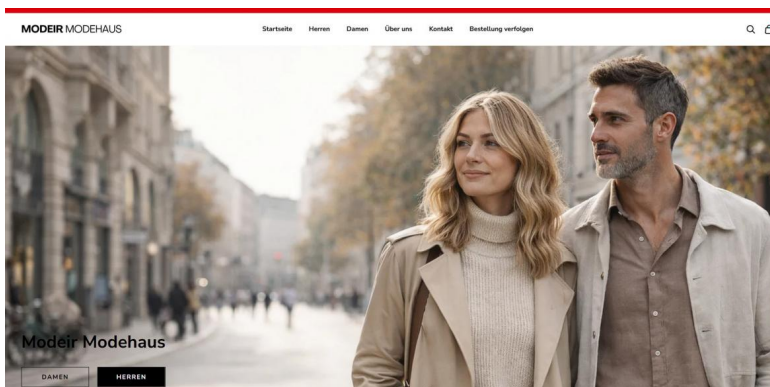 MODEIR MODEHAUS
Startseite Herren Damen Über uns Kontakt Bestellung verfolgen
Modeir Modehaus
DAMEN HERREN